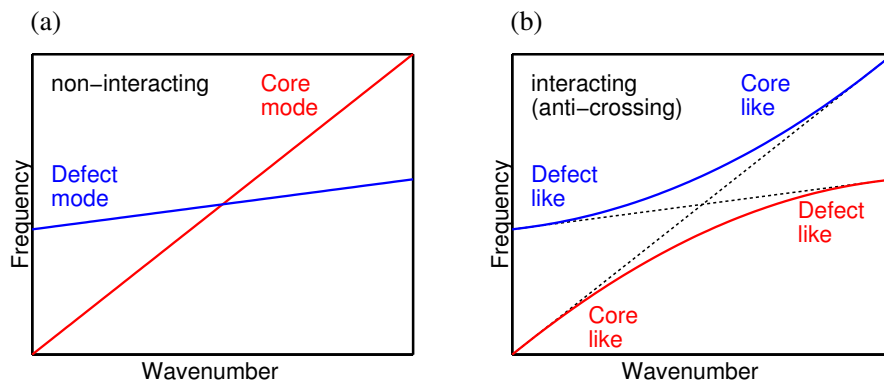 (a)
non−interacting
Core
mode
Defect
mode
Frequency
Wavenumber
(b)
interacting
(anti−crossing)
Core
like
Defect
like
Defect
like
Core
like
Frequency
Wavenumber